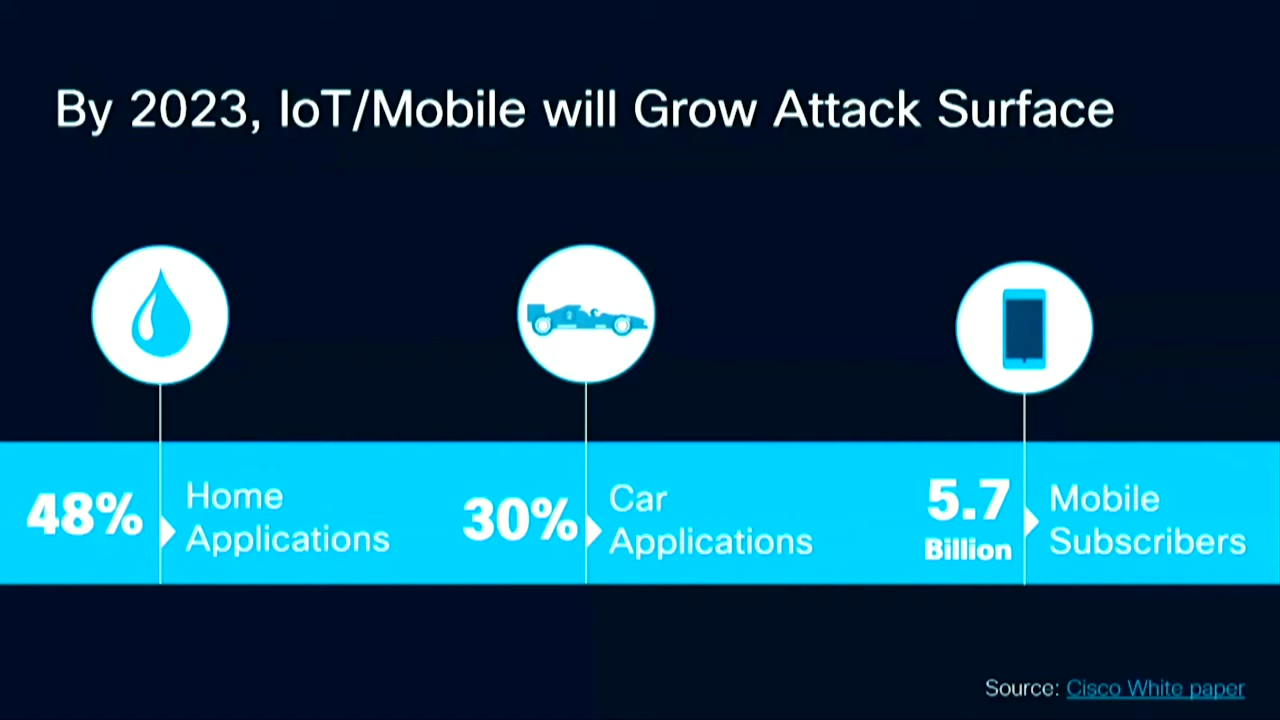 By 2023, IoT/Mobile will Grow Attack Surface
48%
Home
Applications
30%
Car
Applications
5.7
Billion
Mobile
Subscribers
Source: Cisco White paper